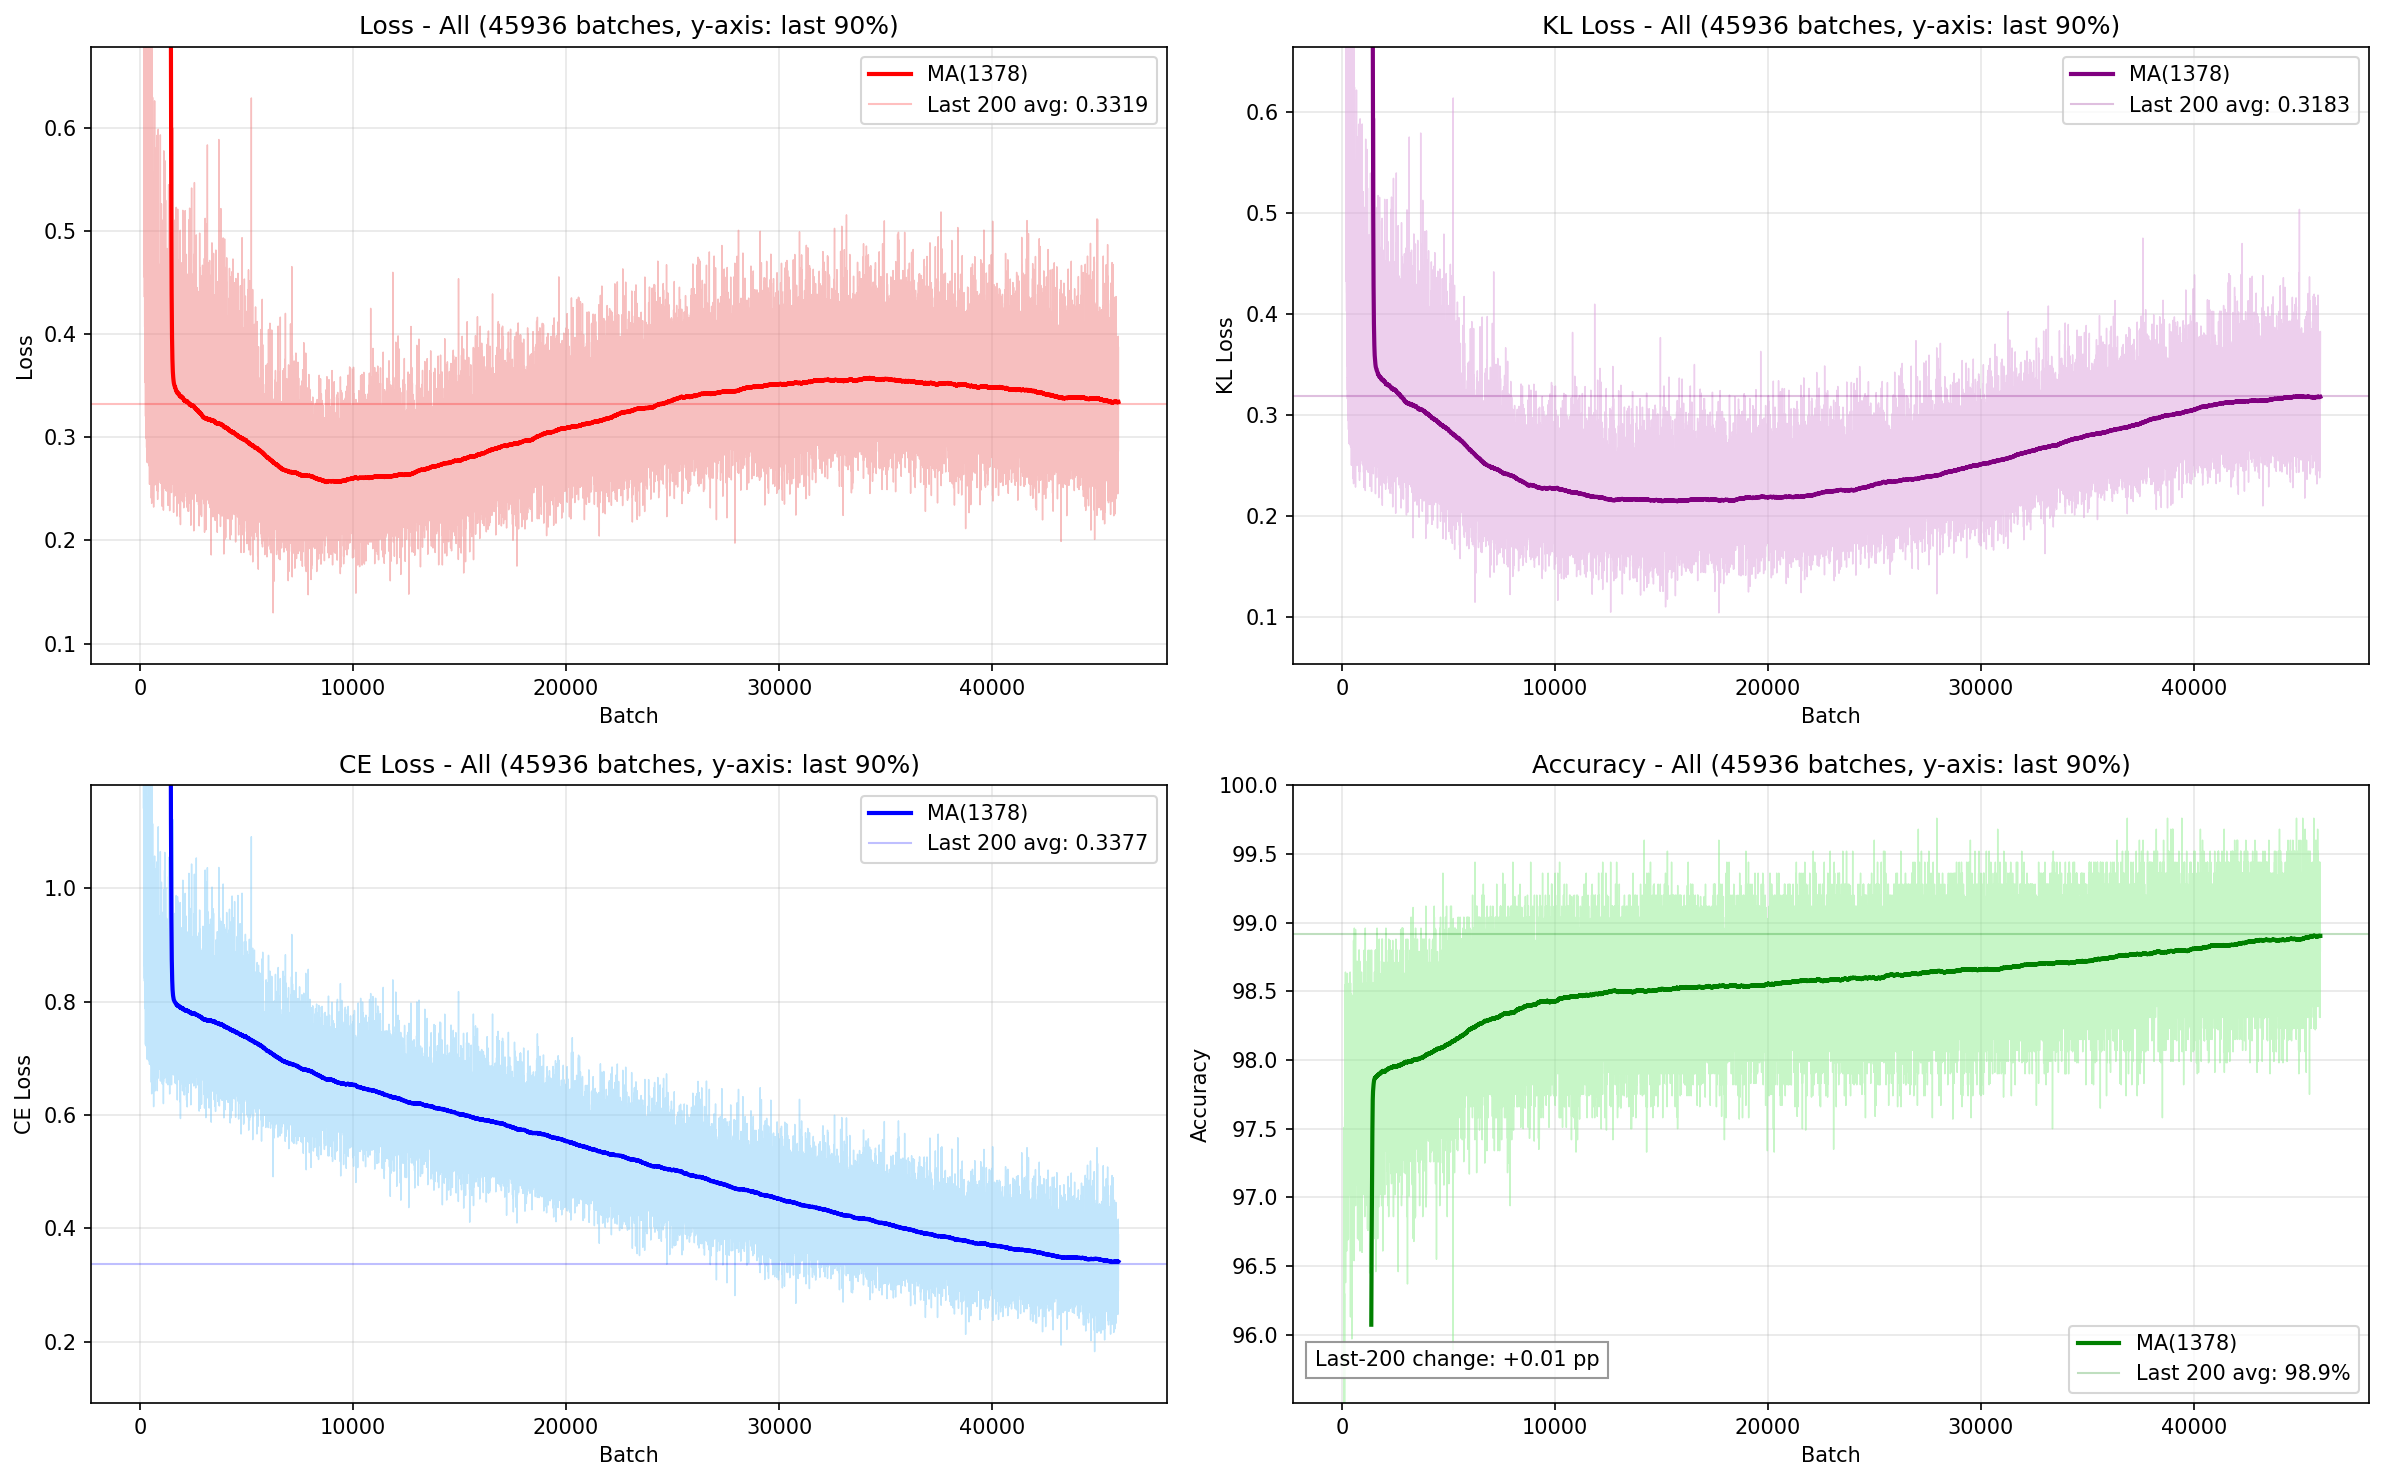 Loss - All (45936 batches, y-axis: last 90%)
MA(1378)
Last 200 avg: 0.3319
0.6
0.5
0.4
0.3
0.2
0.1
Loss
0
10000
20000
30000
40000
Batch
KL Loss - All (45936 batches, y-axis: last 90%)
MA(1378)
Last 200 avg: 0.3183
0.6
0.5
0.4
0.3
0.2
0.1
KL Loss
0
10000
20000
30000
40000
Batch
CE Loss - All (45936 batches, y-axis: last 90%)
MA(1378)
Last 200 avg: 0.3377
1.0
0.8
0.6
0.4
0.2
CE Loss
0
10000
20000
30000
40000
Batch
Accuracy - All (45936 batches, y-axis: last 90%)
100.0
99.5
99.0
98.5
98.0
97.5
97.0
96.5
96.0
Accuracy
Last-200 change: +0.01 pp
MA(1378)
Last 200 avg: 98.9%
0
10000
20000
30000
40000
Batch